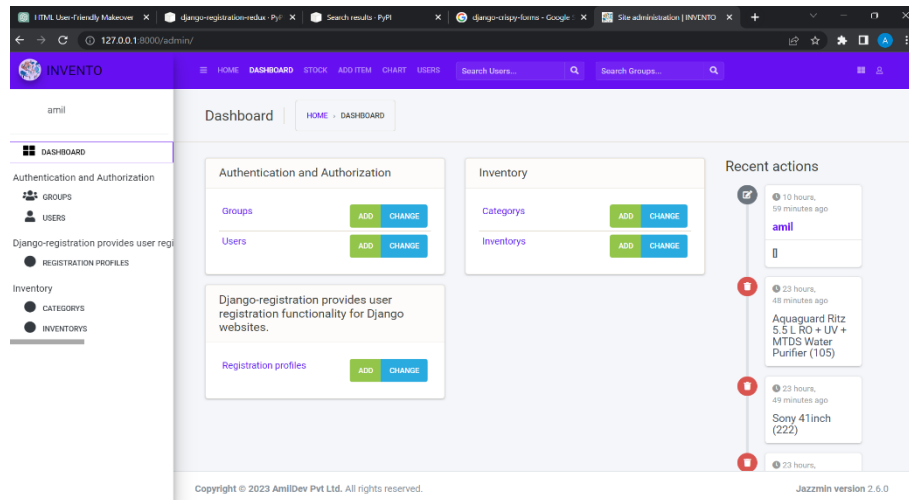 HTML User-Friendly Makeover
django-registration-redux · PyP
Search results · PyPI
django-crispy-forms - Google
Site administration | INVENTO
127.0.0.1:8000/admin/
A
INVENTO
HOME DASHBOARD STOCK ADD ITEM CHART USERS
Search Users...
Search Groups...
amil
DASHBOARD
Authentication and Authorization
GROUPS
USERS
Django-registration provides user regi
REGISTRATION PROFILES
Inventory
CATEGORYS
INVENTORYS
Dashboard
HOME › DASHBOARD
Authentication and Authorization
Groups
ADD CHANGE
Users
ADD CHANGE
Inventory
Categorys
ADD CHANGE
Inventorys
ADD CHANGE
Django-registration provides user
registration functionality for Django
websites.
Registration profiles
ADD CHANGE
Recent actions
10 hours,
59 minutes ago
amil
[]
23 hours,
48 minutes ago
Aquaguard Ritz
5.5 L RO + UV +
MTDS Water
Purifier (105)
23 hours,
49 minutes ago
Sony 41inch
(222)
23 hours,
Copyright © 2023 AmilDev Pvt Ltd. All rights reserved.
Jazzmin version 2.6.0